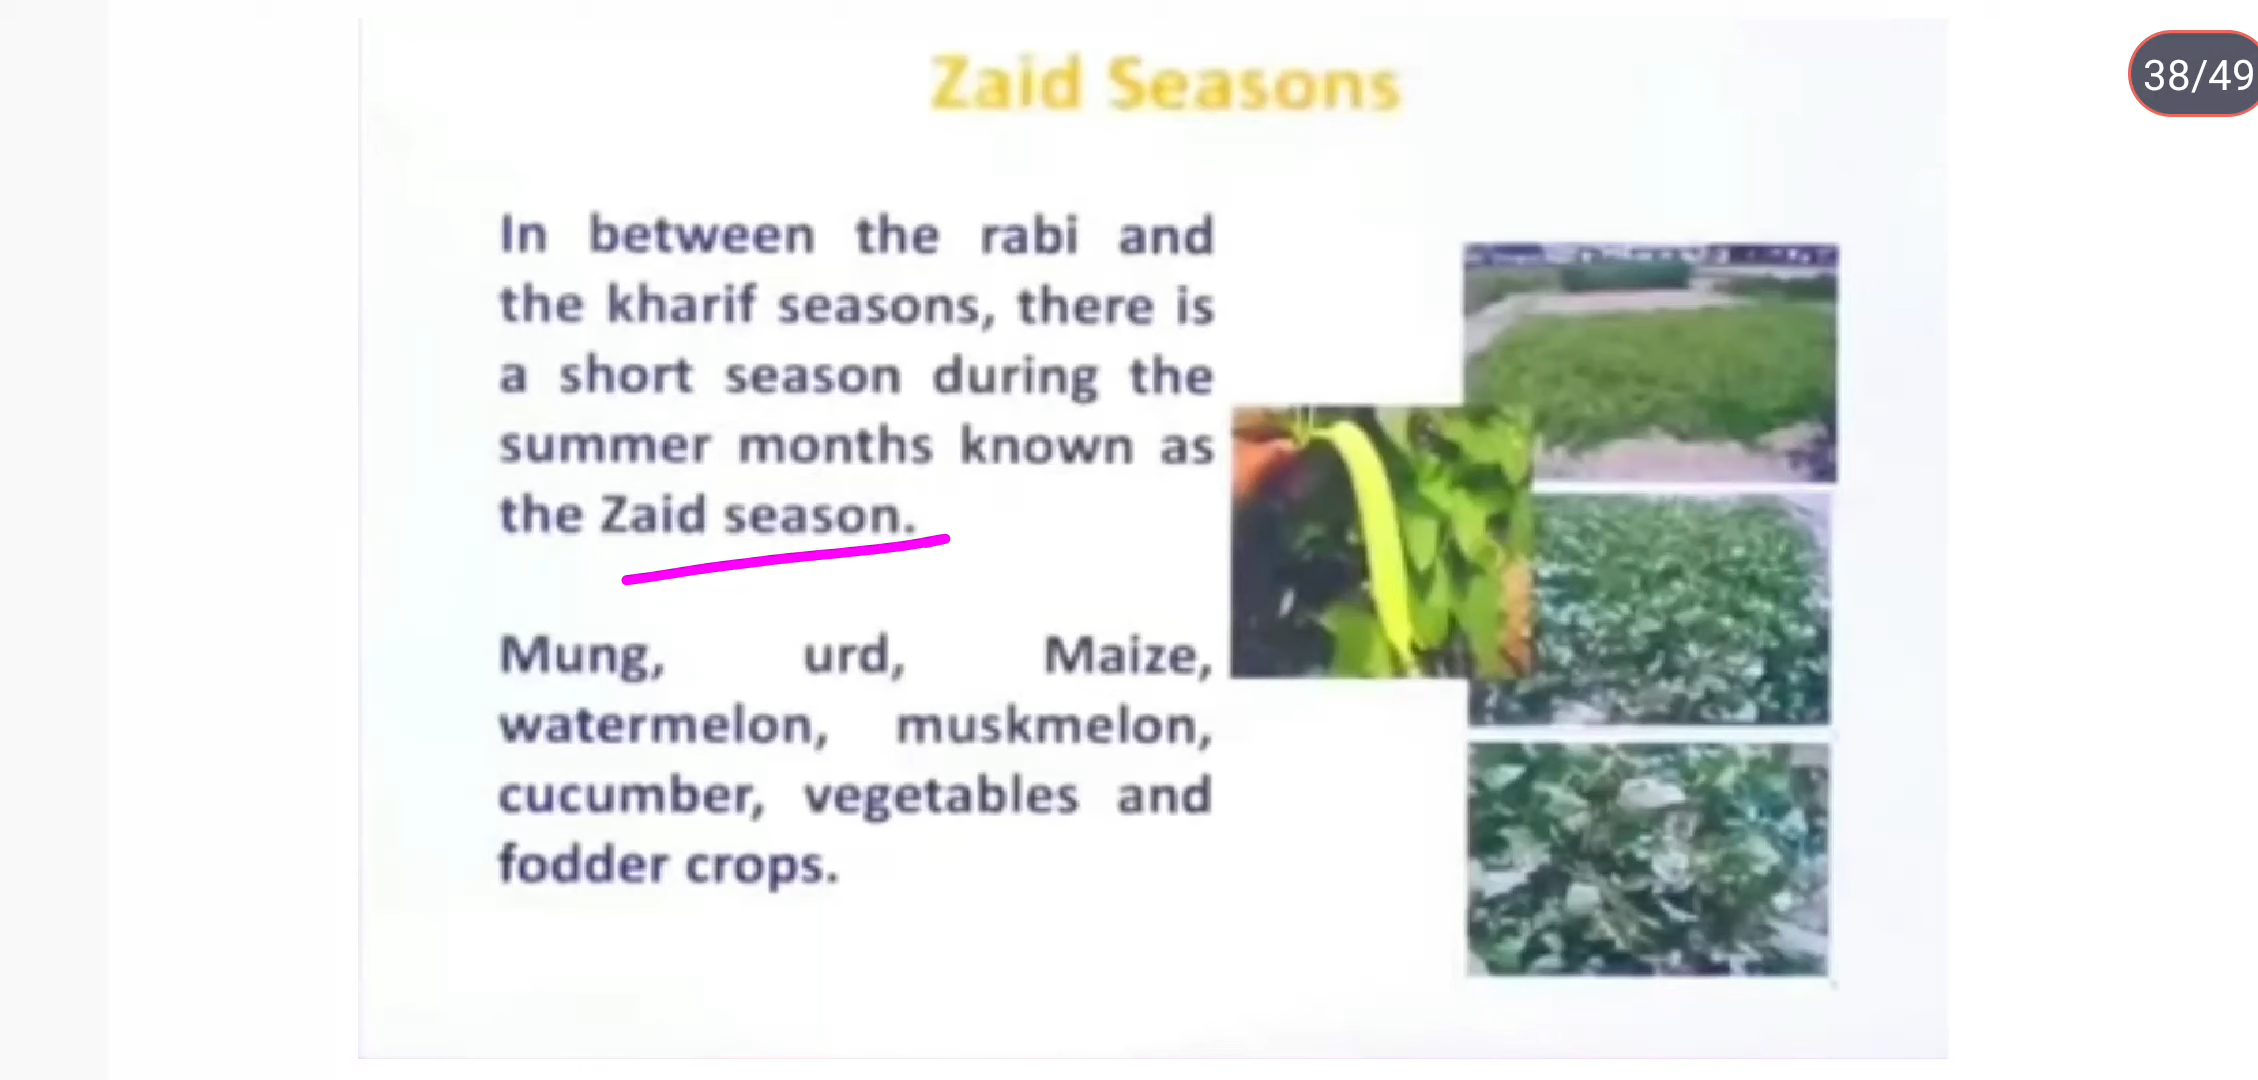 Zaid Seasons
38/49
In between the rabi and
the kharif seasons, there is
a short season during the
summer months known as
the Zaid season.
Mung, urd, Maize,
watermelon, muskmelon,
cucumber, vegetables and
fodder crops.